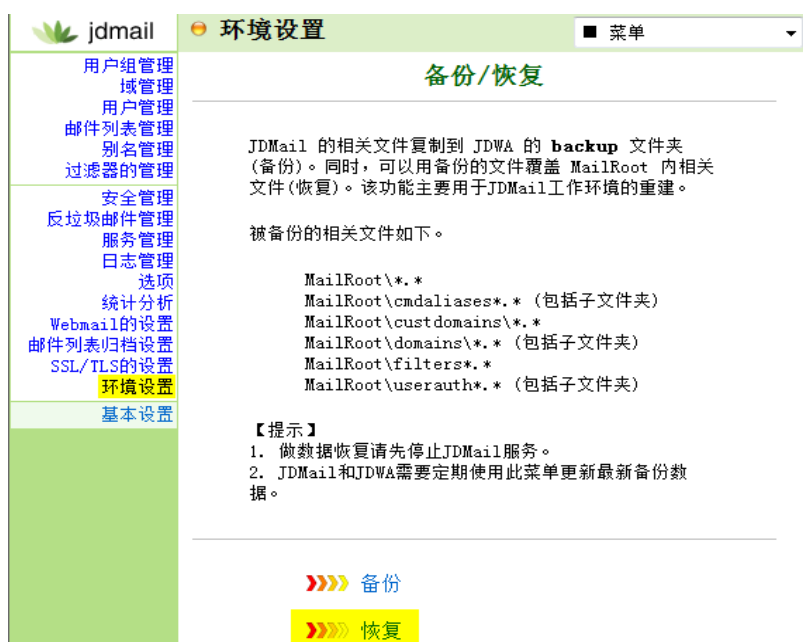 jdmail
环境设置
■ 菜单
用户组管理
域管理
用户管理
邮件列表管理
别名管理
过滤器的管理
安全管理
反垃圾邮件管理
服务管理
日志管理
选项
统计分析
Webmail的设置
邮件列表归档设置
SSL/TLS的设置
环境设置
基本设置
备份/恢复
JDMail 的相关文件复制到 JDWA 的 backup 文件夹
(备份)。同时，可以用备份的文件覆盖 MailRoot 内相关
文件(恢复)。该功能主要用于JDMail工作环境的重建。
被备份的相关文件如下。
MailRoot\*.*
MailRoot\cmdaliases*.* (包括子文件夹)
MailRoot\custdomains\*.*
MailRoot\domains\*.* (包括子文件夹)
MailRoot\filters*.*
MailRoot\userauth*.* (包括子文件夹)
【提示】
1. 做数据恢复请先停止JDMail服务。
2. JDMail和JDWA需要定期使用此菜单更新最新备份数
据。
备份
恢复